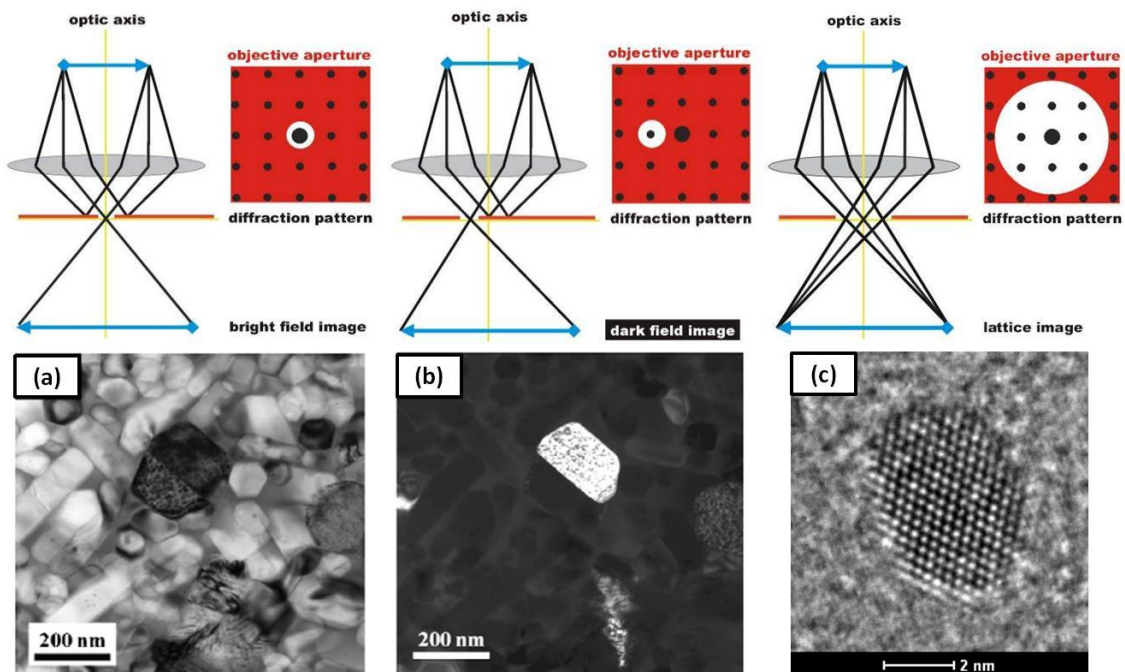 optic axis
objective aperture
diffraction pattern
bright field image
optic axis
objective aperture
diffraction pattern
dark field image
optic axis
objective aperture
diffraction pattern
lattice image
(a)
200 nm
(b)
200 nm
(c)
2 nm